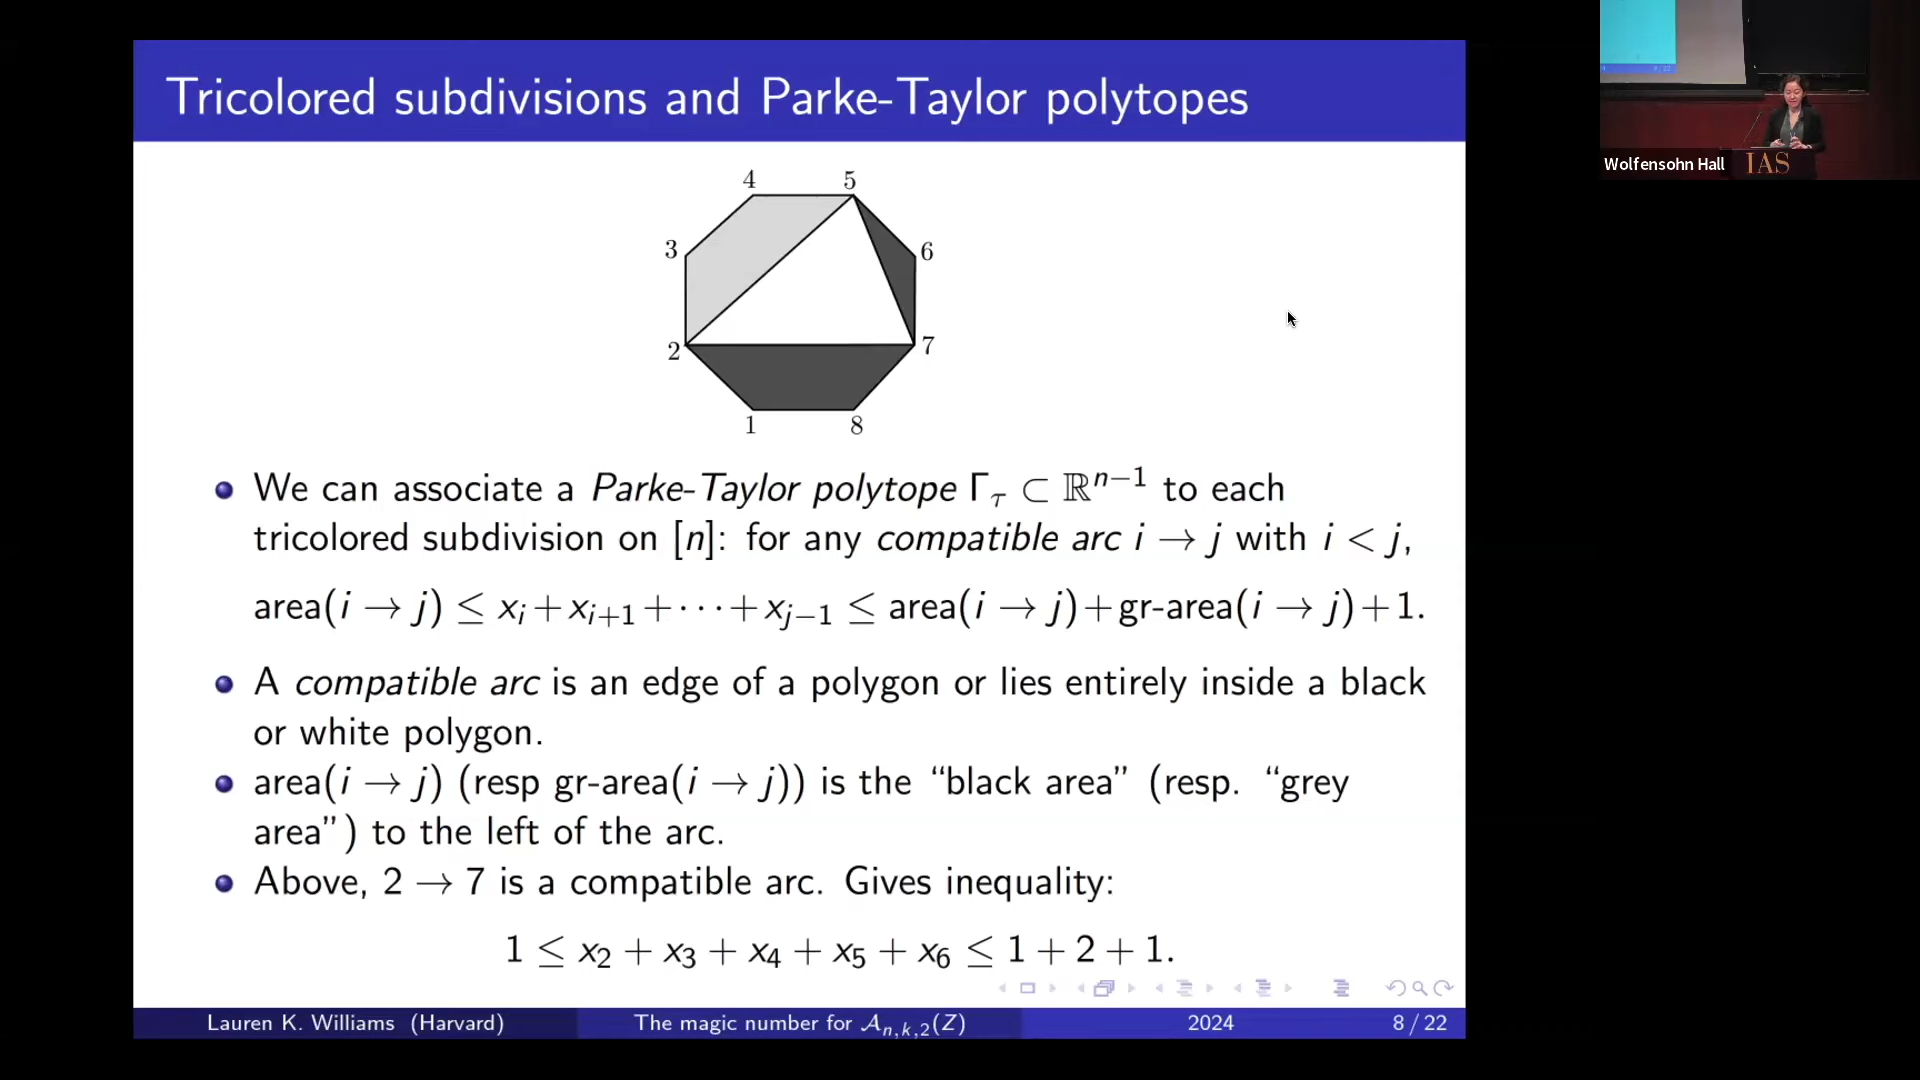 Tricolored subdivisions and Parke-Taylor polytopes
4 5
3 6
2 7
1 8
We can associate a Parke-Taylor polytope Γ_τ ⊂ ℝ^{n−1} to each
tricolored subdivision on [n]: for any compatible arc i → j with i < j,
area(i → j) ≤ x_i + x_{i+1} + ··· + x_{j−1} ≤ area(i → j) + gr-area(i → j) + 1.
A compatible arc is an edge of a polygon or lies entirely inside a black
or white polygon.
area(i → j) (resp gr-area(i → j)) is the “black area” (resp. “grey
area”) to the left of the arc.
Above, 2 → 7 is a compatible arc. Gives inequality:
1 ≤ x_2 + x_3 + x_4 + x_5 + x_6 ≤ 1 + 2 + 1.
Lauren K. Williams (Harvard) The magic number for 𝒜_{n,k,2}(Z) 2024 8 / 22
Wolfensohn Hall
IAS